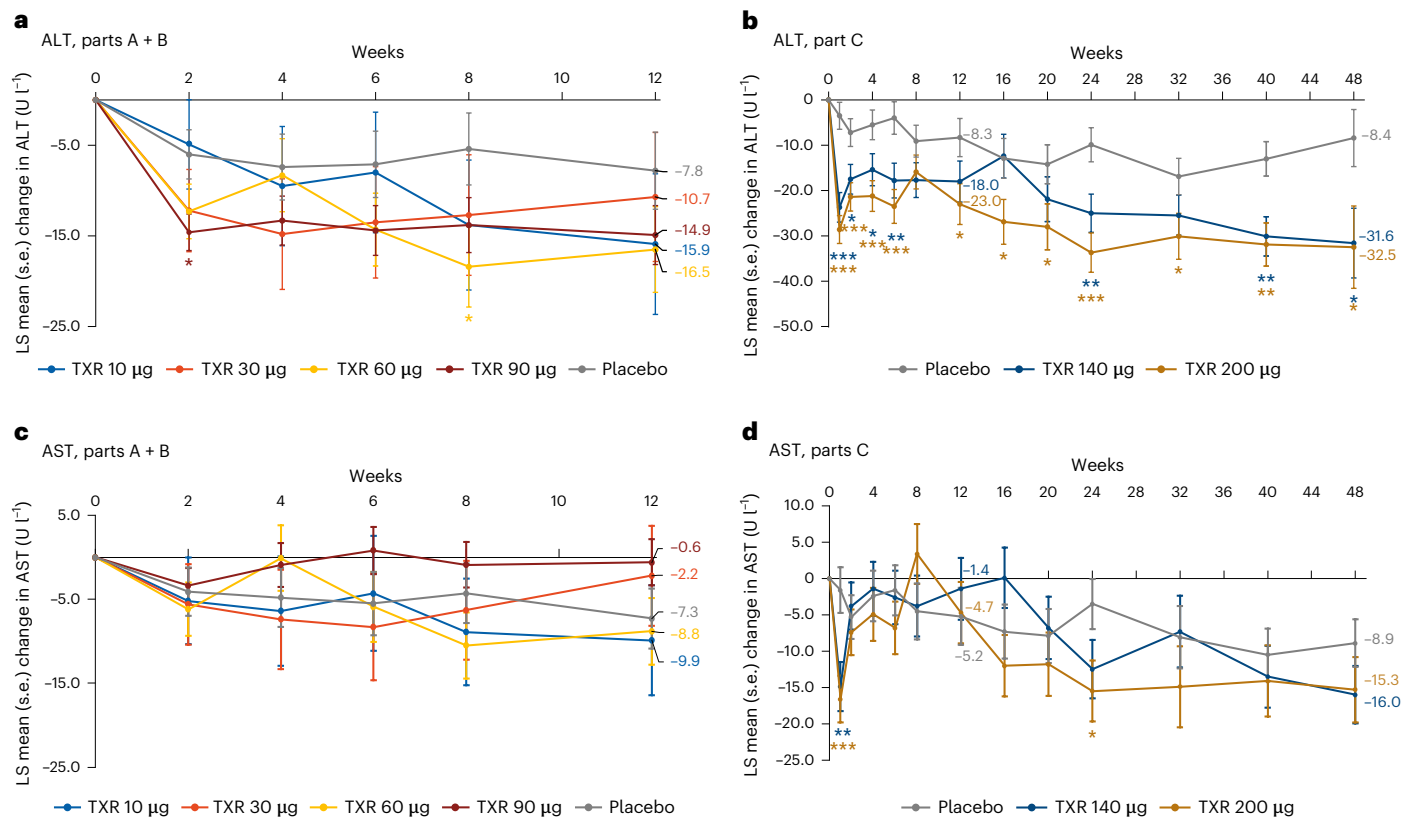 a
ALT, parts A + B
Weeks
0 2 4 6 8 10 12
LS mean (s.e.) change in ALT (U l⁻¹)
–5.0
–15.0
–25.0
–7.8
–10.7
–14.9
–15.9
–16.5
*
*
TXR 10 µg TXR 30 µg TXR 60 µg TXR 90 µg Placebo
b
ALT, part C
Weeks
0 4 8 12 16 20 24 28 32 36 40 44 48
LS mean (s.e.) change in ALT (U l⁻¹)
0
–10.0
–20.0
–30.0
–40.0
–50.0
–8.3
–18.0
–23.0
–8.4
–31.6
–32.5
*** * * ** ** ** *
*** *** *** *** * * * *** * ** *
Placebo TXR 140 µg TXR 200 µg
c
AST, parts A + B
Weeks
0 2 4 6 8 10 12
LS mean (s.e.) change in AST (U l⁻¹)
5.0
–5.0
–15.0
–25.0
–0.6
–2.2
–7.3
–8.8
–9.9
TXR 10 µg TXR 30 µg TXR 60 µg TXR 90 µg Placebo
d
AST, parts C
Weeks
0 4 8 12 16 20 24 28 32 36 40 44 48
LS mean (s.e.) change in AST (U l⁻¹)
10.0
5.0
0
–5.0
–10.0
–15.0
–20.0
–25.0
–1.4
–4.7
–5.2
–8.9
–15.3
–16.0
**
*** *
Placebo TXR 140 µg TXR 200 µg